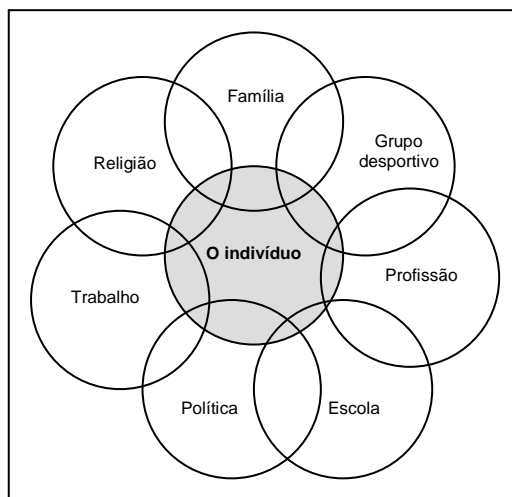 Família
Grupo
desportivo
Religião
O indivíduo
Profissão
Trabalho
Política
Escola